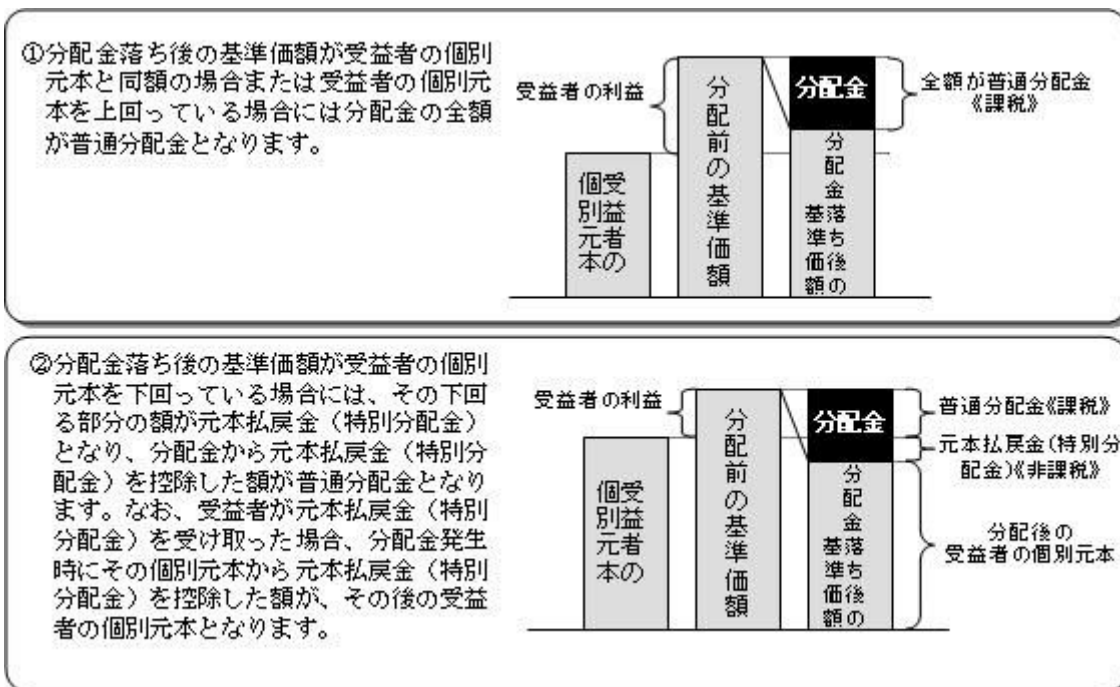 ①分配金落ち後の基準価額が受益者の個別
元本と同額の場合または受益者の個別元
本を上回っている場合には分配金の全額
が普通分配金となります。
受益者の利益
受益者の
個別元本
分配前の基準価額
分配金
分配金落ち後の
基準価額
全額が普通分配金
《課税》
②分配金落ち後の基準価額が受益者の個別
元本を下回っている場合には、その下回
る部分の額が元本払戻金（特別分配金）
となり、分配金から元本払戻金（特別分
配金）を控除した額が普通分配金となり
ます。なお、受益者が元本払戻金（特別
分配金）を受け取った場合、分配金発生
時にその個別元本から元本払戻金（特別
分配金）を控除した額が、その後の受益
者の個別元本となります。
受益者の利益
受益者の
個別元本
分配前の基準価額
分配金
分配金落ち後の
基準価額
普通分配金《課税》
元本払戻金(特別分
配金)《非課税》
分配後の
受益者の個別元本